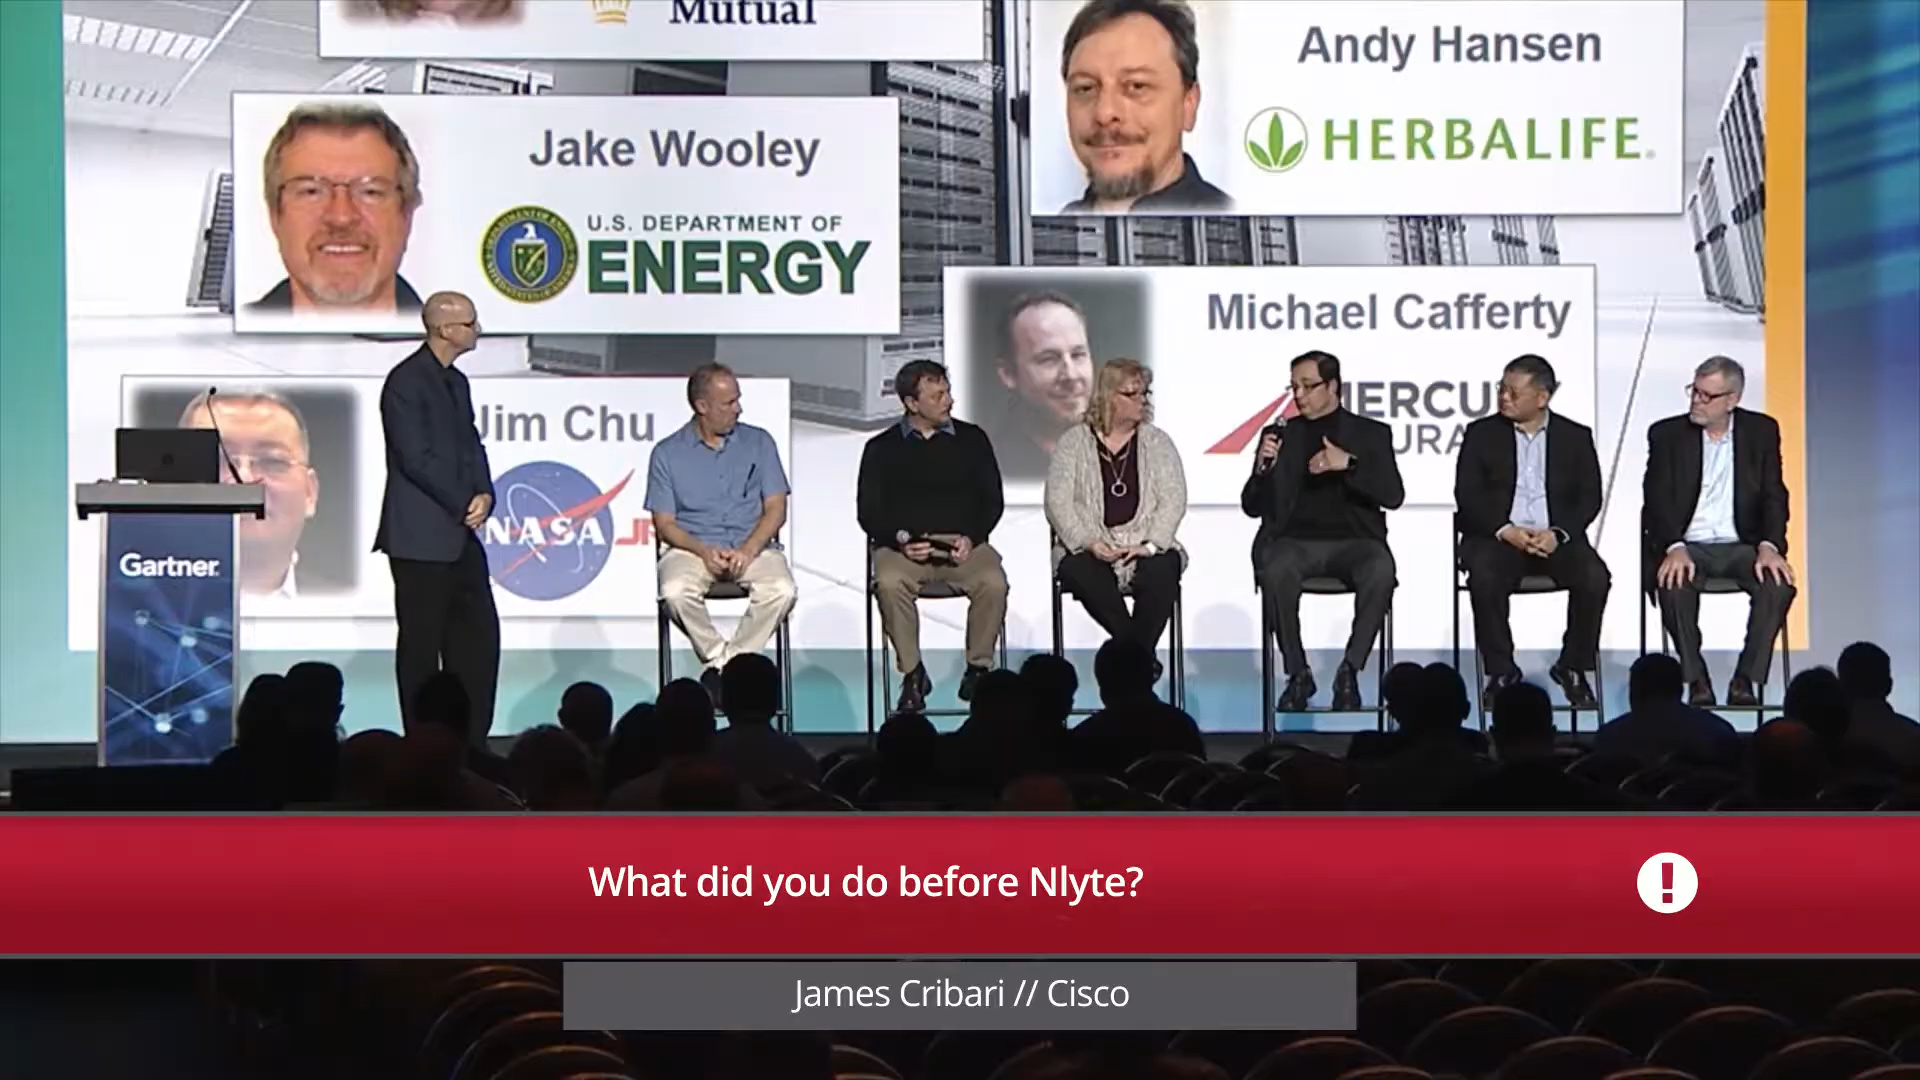 Mutual
Andy Hansen
HERBALIFE
Jake Wooley
U.S. DEPARTMENT OF
ENERGY
Michael Cafferty
Jim Chu
NASA
Gartner
What did you do before Nlyte?
James Cribari // Cisco